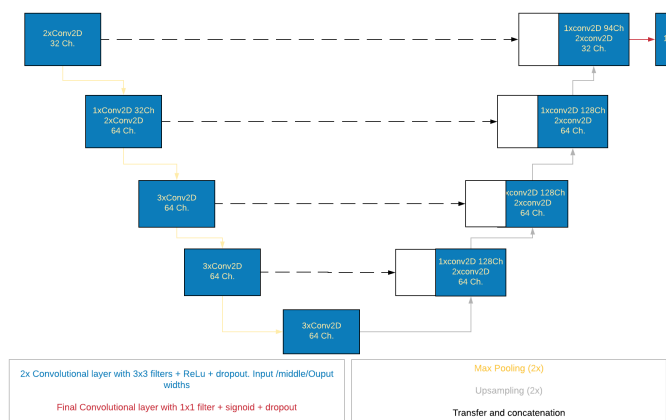 2xConv2D
32 Ch.
1xconv2D 94Ch
2xconv2D
32 Ch.
1xConv2D 32Ch
2xConv2D
64 Ch.
1xconv2D 128Ch
2xconv2D
64 Ch.
3xConv2D
64 Ch.
xconv2D 128Ch
2xconv2D
64 Ch.
3xConv2D
64 Ch.
1xconv2D 128Ch
2xconv2D
64 Ch.
3xConv2D
64 Ch.
2x Convolutional layer with 3x3 filters + ReLu + dropout. Input /middle/Ouput
widths
Final Convolutional layer with 1x1 filter + signoid + dropout
Max Pooling (2x)
Upsampling (2x)
Transfer and concatenation